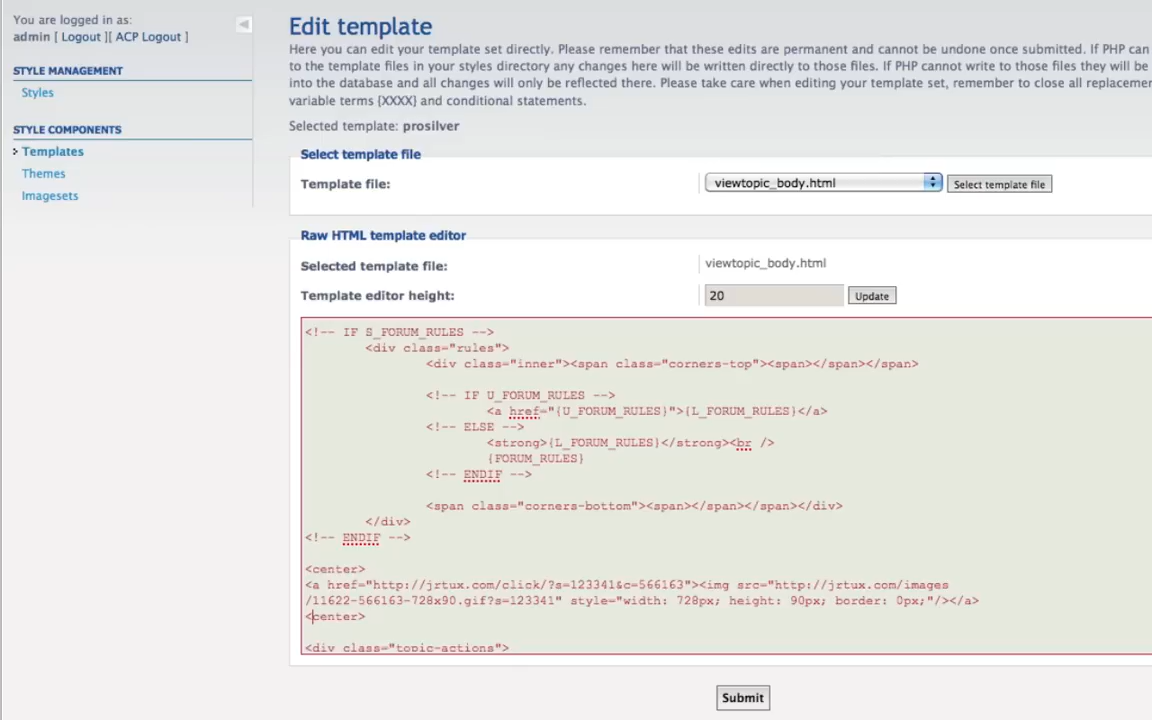 You are logged in as:
admin [ Logout ][ ACP Logout ]
STYLE MANAGEMENT
Styles
STYLE COMPONENTS
Templates
Themes
Imagesets
Edit template
Here you can edit your template set directly. Please remember that these edits are permanent and cannot be undone once submitted. If PHP can
to the template files in your styles directory any changes here will be written directly to those files. If PHP cannot write to those files they will be
into the database and all changes will only be reflected there. Please take care when editing your template set, remember to close all replacemer
variable terms {XXXX} and conditional statements.
Selected template: prosilver
Select template file
Template file:
viewtopic_body.html
Select template file
Raw HTML template editor
Selected template file:
viewtopic_body.html
Template editor height:
20
Update
<!-- IF S_FORUM_RULES -->
<div class="rules">
<div class="inner"><span class="corners-top"><span></span></span>
<!-- IF U_FORUM_RULES -->
<a href="{U_FORUM_RULES}">{L_FORUM_RULES}</a>
<!-- ELSE -->
<strong>{L_FORUM_RULES}</strong><br />
{FORUM_RULES}
<!-- ENDIF -->
<span class="corners-bottom"><span></span></span></div>
</div>
<!-- ENDIF -->
<center>
<a href="http://jrtux.com/click/?s=123341&c=566163"><img src="http://jrtux.com/images
/11622-566163-728x90.gif?s=123341" style="width: 728px; height: 90px; border: 0px;"/></a>
<center>
<div class="topic-actions">
Submit